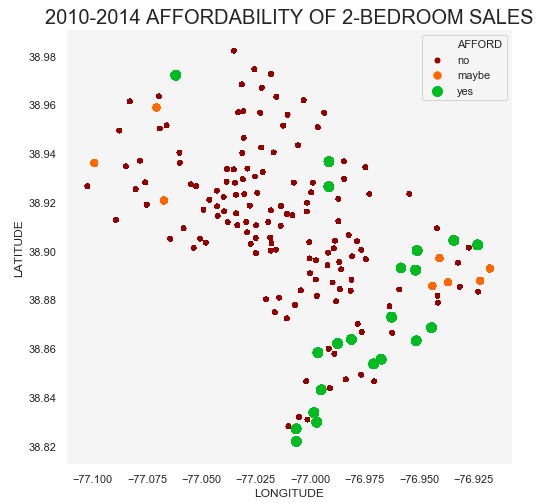 2010-2014 AFFORDABILITY OF 2-BEDROOM SALES
AFFORD
no
maybe
yes
38.98
38.96
38.94
38.92
38.90
38.88
38.86
38.84
38.82
LATITUDE
−77.100
−77.075
−77.050
−77.025
−77.000
−76.975
−76.950
−76.925
LONGITUDE